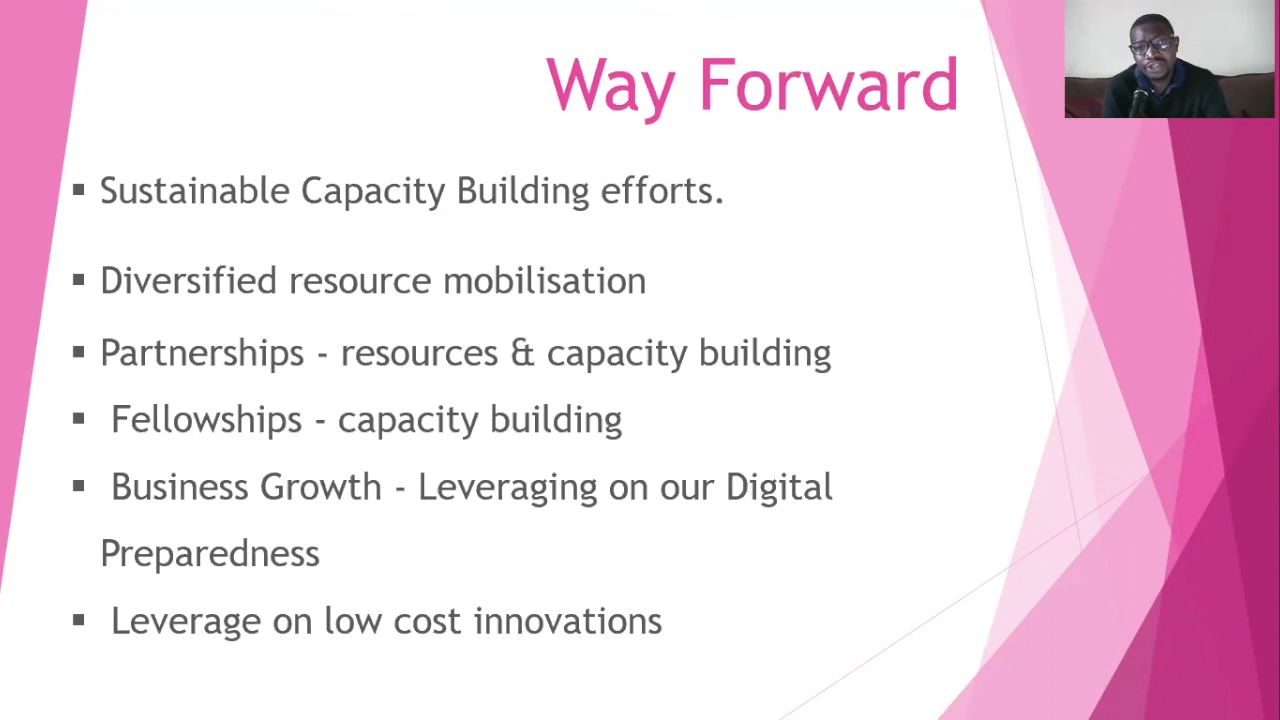 Way Forward
▪ Sustainable Capacity Building efforts.
▪ Diversified resource mobilisation
▪ Partnerships - resources & capacity building
▪ Fellowships - capacity building
▪ Business Growth - Leveraging on our Digital
Preparedness
▪ Leverage on low cost innovations